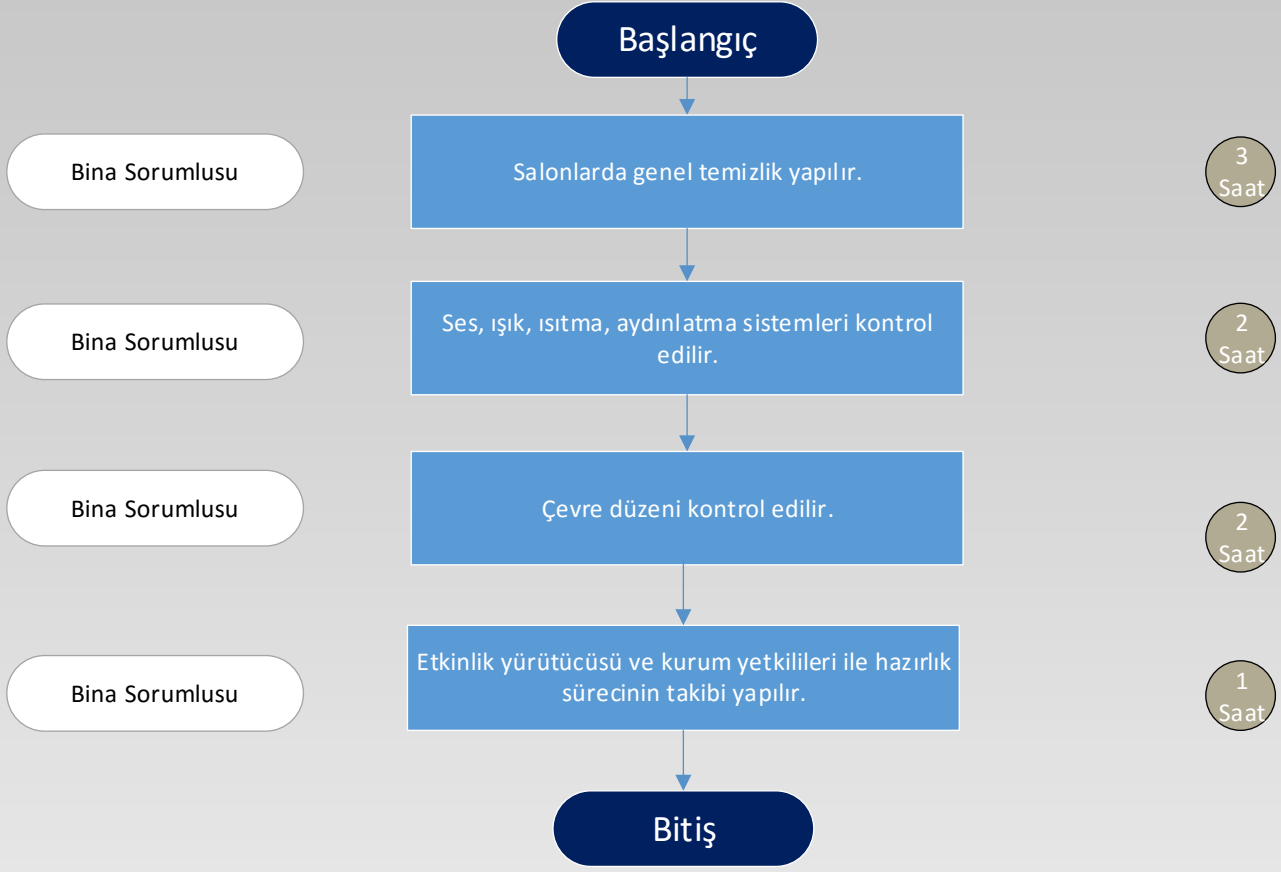 Başlangıç
Bina Sorumlusu
Salonlarda genel temizlik yapılır.
3
Saat
Bina Sorumlusu
Ses, ışık, ısıtma, aydınlatma sistemleri kontrol
edilir.
2
Saat
Bina Sorumlusu
Çevre düzeni kontrol edilir.
2
Saat
Bina Sorumlusu
Etkinlik yürütücüsü ve kurum yetkilileri ile hazırlık
sürecinin takibi yapılır.
1
Saat
Bitiş